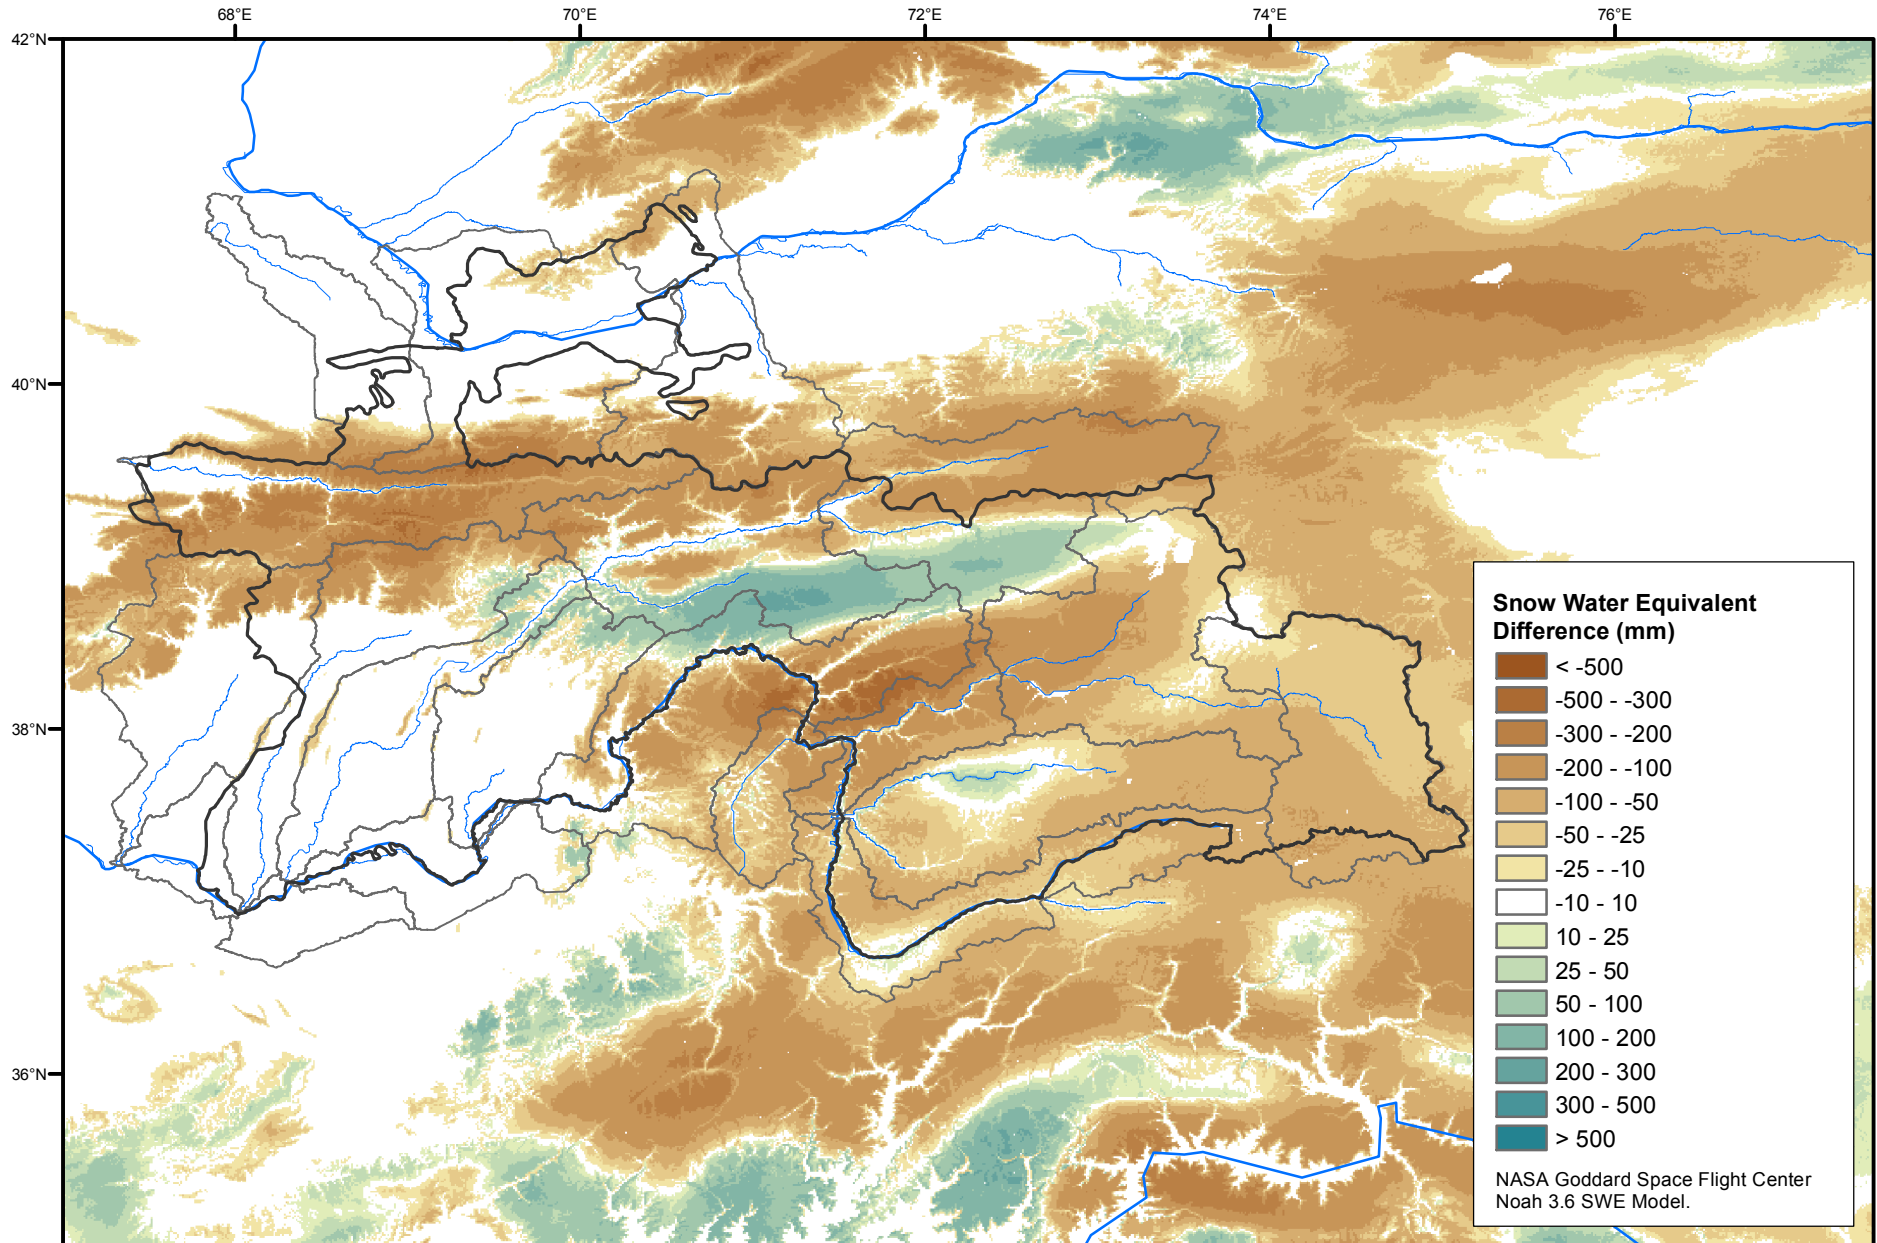 68°E
70°E
72°E
74°E
76°E
42°N
40°N
38°N
36°N
Snow Water Equivalent
Difference (mm)
< -500
-500 - -300
-300 - -200
-200 - -100
-100 - -50
-50 - -25
-25 - -10
-10 - 10
10 - 25
25 - 50
50 - 100
100 - 200
200 - 300
300 - 500
> 500
NASA Goddard Space Flight Center
Noah 3.6 SWE Model.